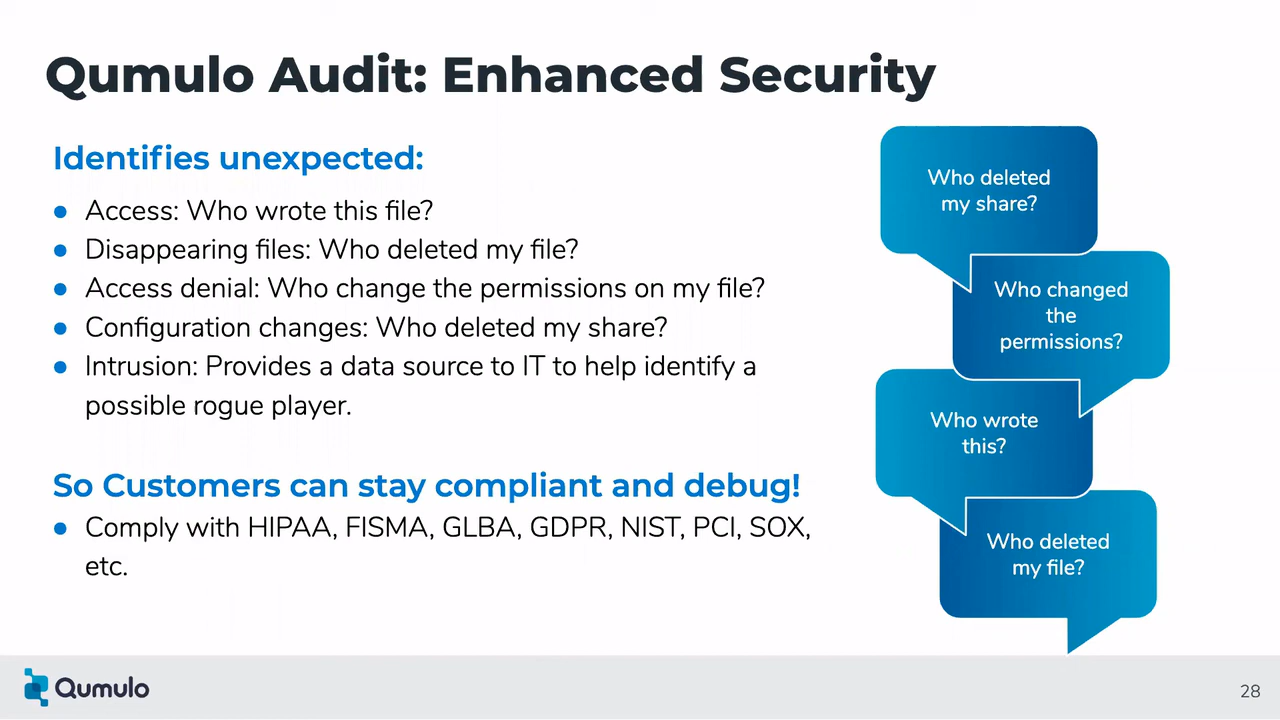 Qumulo Audit: Enhanced Security
Identifies unexpected:
Access: Who wrote this file?
Disappearing files: Who deleted my file?
Access denial: Who change the permissions on my file?
Configuration changes: Who deleted my share?
Intrusion: Provides a data source to IT to help identify a
possible rogue player.
So Customers can stay compliant and debug!
Comply with HIPAA, FISMA, GLBA, GDPR, NIST, PCI, SOX,
etc.
Who deleted
my share?
Who changed
the
permissions?
Who wrote
this?
Who deleted
my file?
Qumulo
28